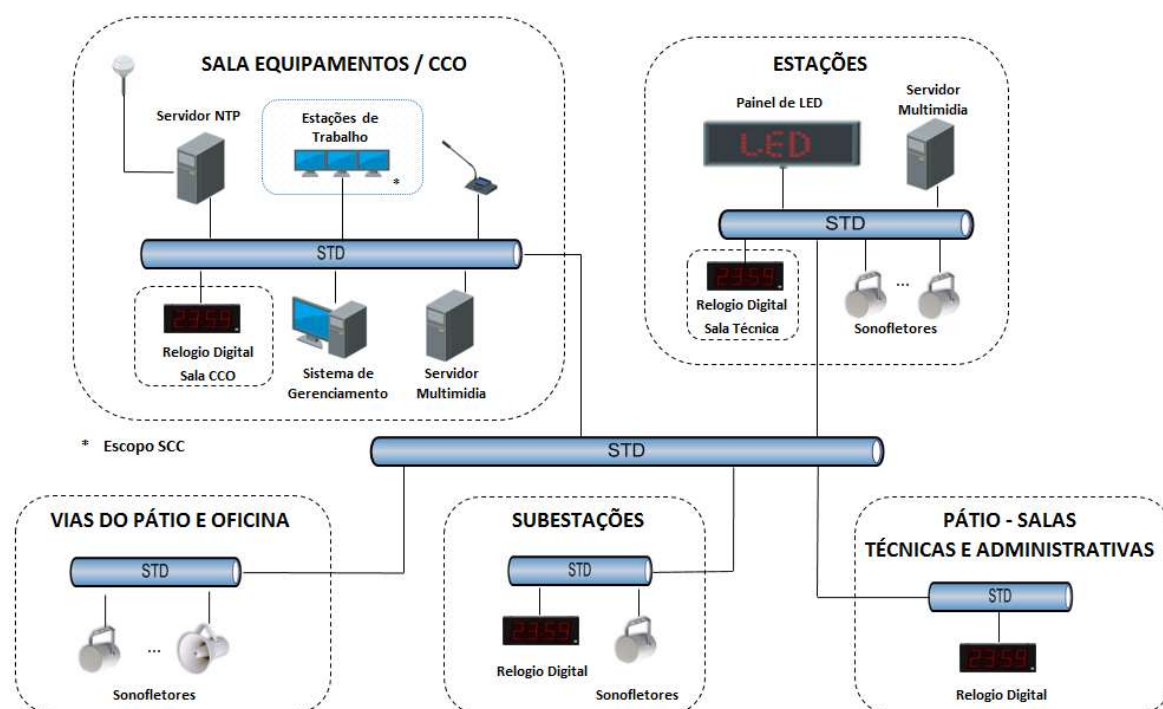 SALA EQUIPAMENTOS / CCO
Servidor NTP
Estações de
Trabalho
*
STD
23:59
Relogio Digital
Sala CCO
Sistema de
Gerenciamento
Servidor
Multimidia
* Escopo SCC
ESTAÇÕES
Painel de LED
LED
Servidor
Multimidia
STD
23:59
Relogio Digital
Sala Técnica
...
Sonofletores
STD
VIAS DO PÁTIO E OFICINA
STD
...
Sonofletores
SUBESTAÇÕES
STD
23:59
Relogio Digital
Sonofletores
PÁTIO - SALAS
TÉCNICAS E ADMINISTRATIVAS
STD
23:59
Relogio Digital